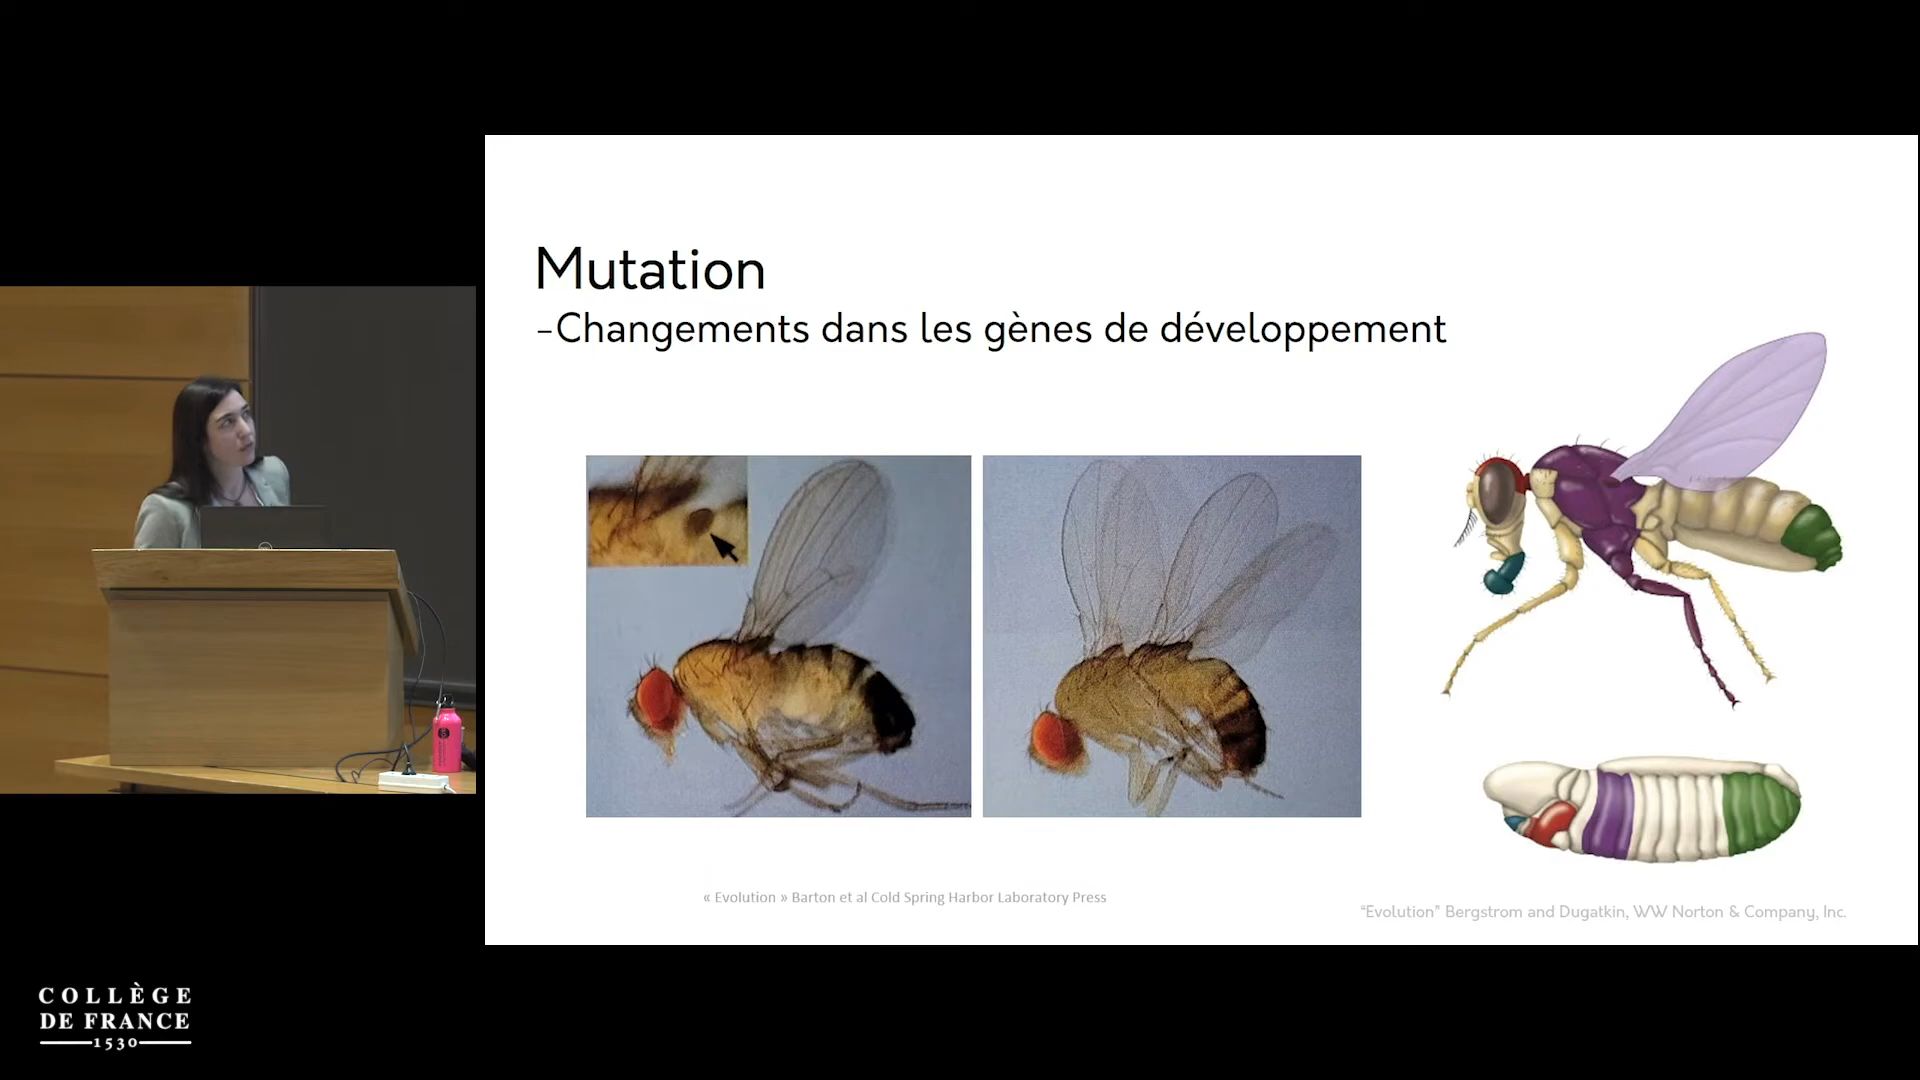 Mutation
–Changements dans les gènes de développement
« Evolution » Barton et al Cold Spring Harbor Laboratory Press
“Evolution” Bergstrom and Dugatkin, WW Norton & Company, Inc.
COLLÈGE
DE FRANCE
1530